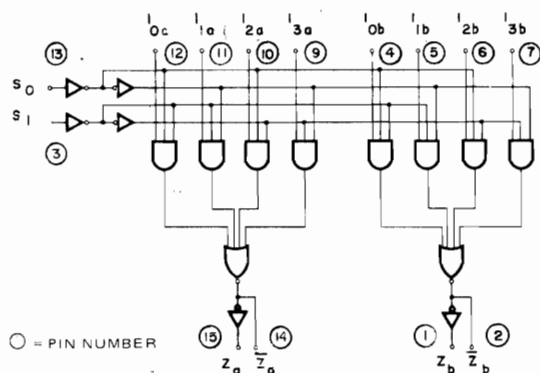 I0c I1a I2a I3a I0b I1b I2b I3b
13 12 11 10 9 4 5 6 7
S0
S1
3
15 14 1 2
○ = PIN NUMBER
Za Z̅a Zb Z̅b